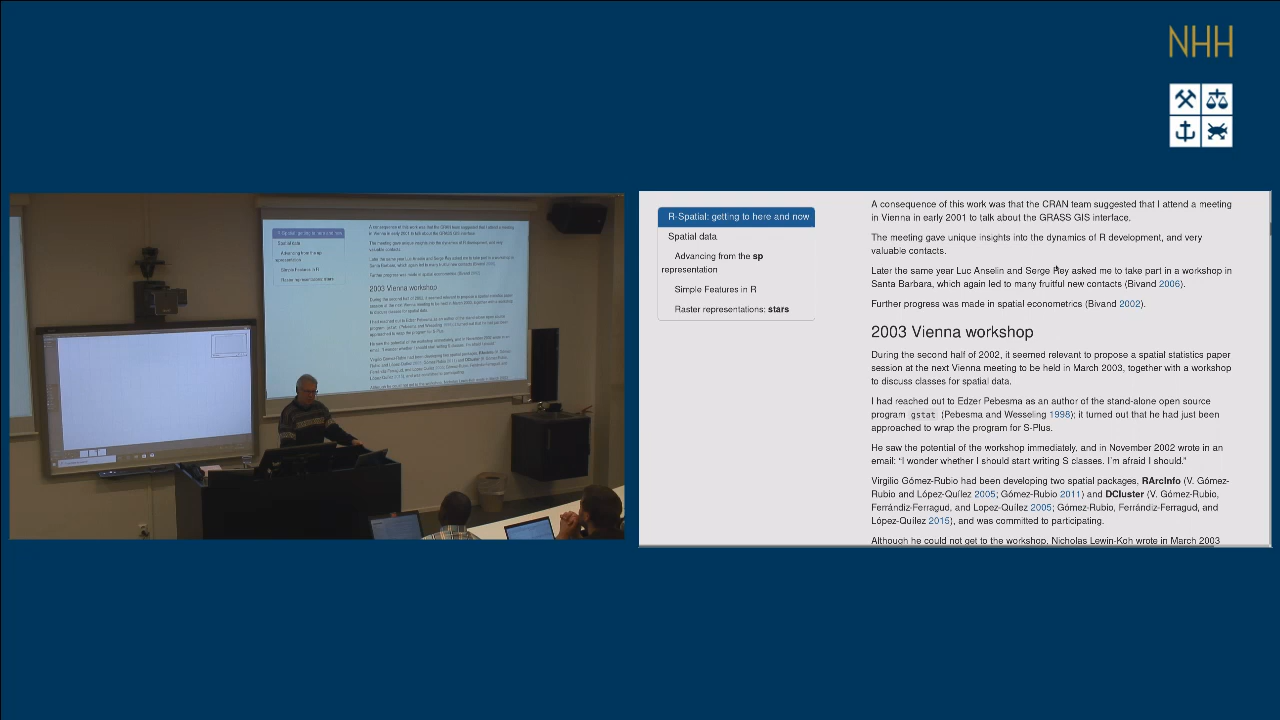 NHH
R-Spatial: getting to here and now
Spatial data
Advancing from the sp
representation
Simple Features in R
Raster representations: stars
A consequence of this work was that the CRAN team suggested that I attend a meeting
in Vienna in early 2001 to talk about the GRASS GIS interface.
The meeting gave unique insights into the dynamics of R development, and very
valuable contacts.
Later the same year Luc Anselin and Serge Rey asked me to take part in a workshop in
Santa Barbara, which again led to many fruitful new contacts (Bivand 2006).
Further progress was made in spatial econometrics (Bivand 2002).
2003 Vienna workshop
During the second half of 2002, it seemed relevant to propose a spatial statistics paper
session at the next Vienna meeting to be held in March 2003, together with a workshop
to discuss classes for spatial data.
I had reached out to Edzer Pebesma as an author of the stand-alone open source
program gstat (Pebesma and Wesseling 1998); it turned out that he had just been
approached to wrap the program for S-Plus.
He saw the potential of the workshop immediately, and in November 2002 wrote in an
email: “I wonder whether I should start writing S classes. I’m afraid I should.”
Virgilio Gómez-Rubio had been developing two spatial packages, RArcInfo (V. Gómez-
Rubio and López-Quílez 2005; Gómez-Rubio 2011) and DCluster (V. Gómez-Rubio,
Ferrándiz-Ferragud, and Lopez-Quílez 2005; Gómez-Rubio, Ferrándiz-Ferragud, and
López-Quílez 2015), and was committed to participating.
Although he could not get to the workshop, Nicholas Lewin-Koh wrote in March 2003